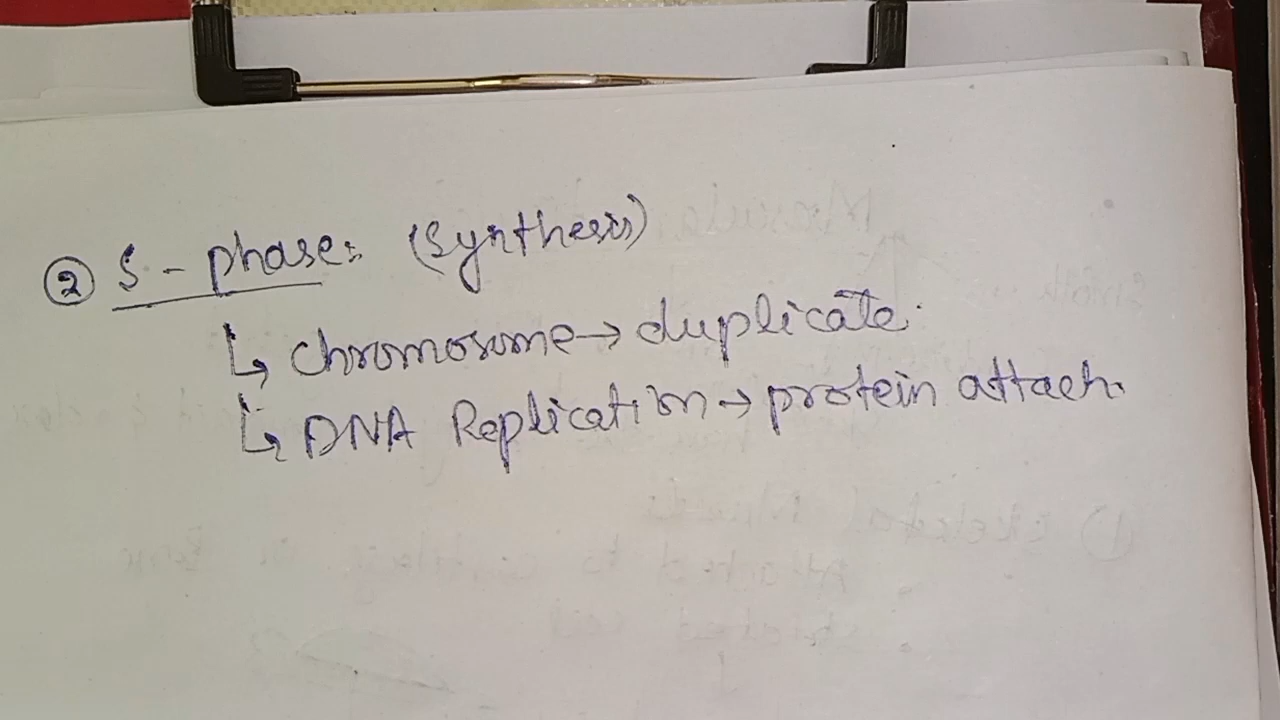 ② S - phase: (Synthesis)
↳ chromosome → duplicate.
↳ DNA Replication → protein attach.